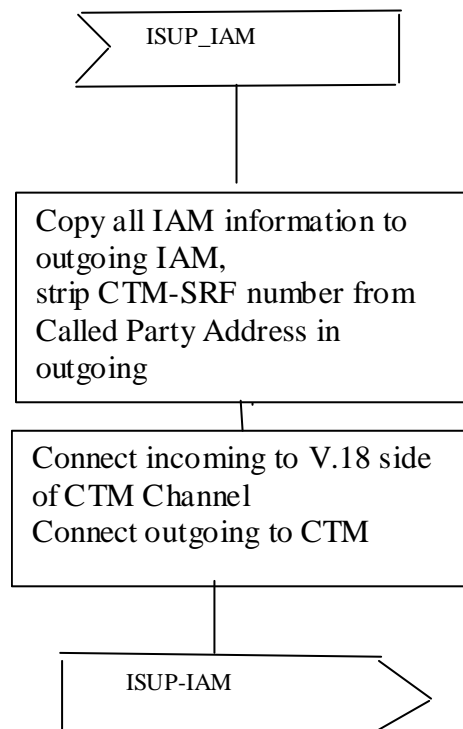 ISUP_IAM
Copy all IAM information to
outgoing IAM,
strip CTM-SRF number from
Called Party Address in
outgoing
Connect incoming to V.18 side
of CTM Channel
Connect outgoing to CTM
ISUP-IAM